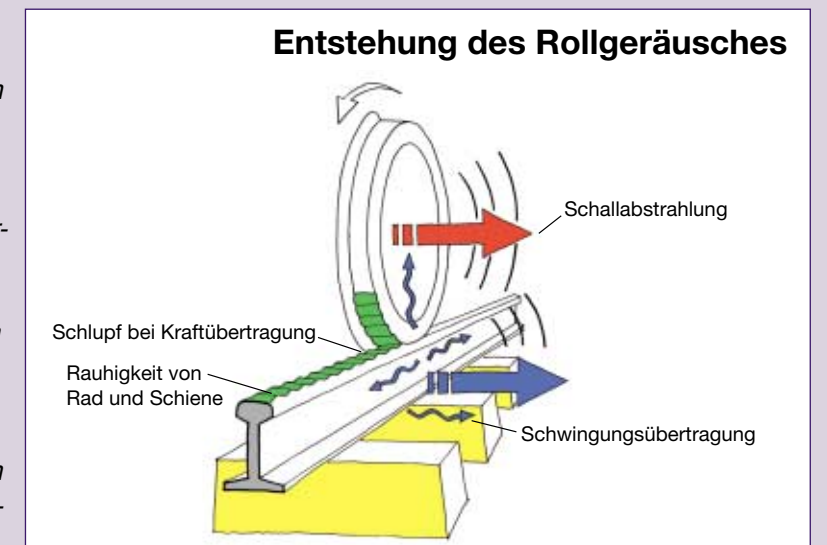 Entstehung des Rollgeräusches
Schallabstrahlung
Schlupf bei Kraftübertragung
Rauhigkeit von
Rad und Schiene
Schwingungsübertragung